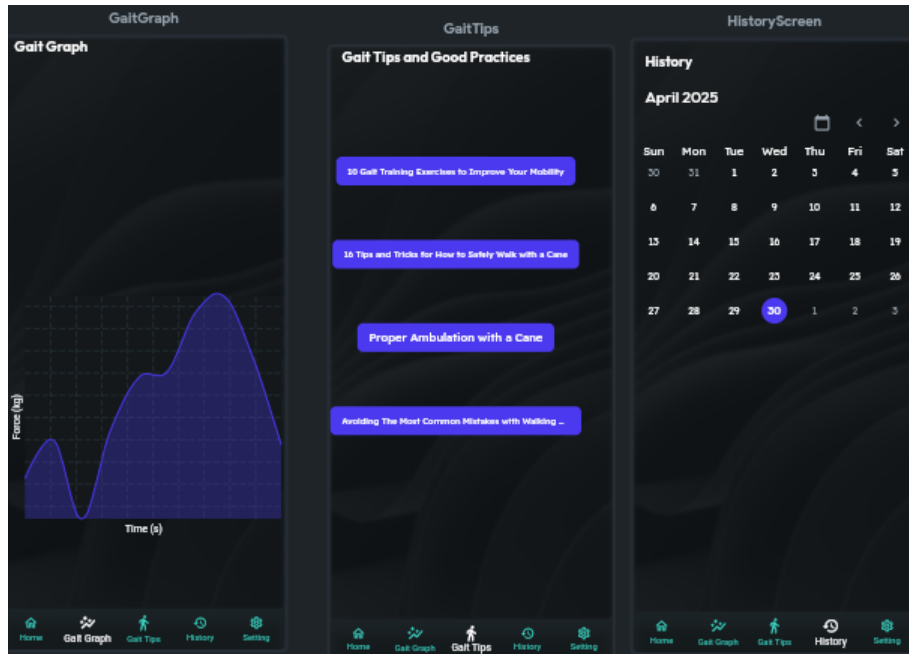 GaitGraph
Gait Graph
Force (kg)
Time (s)
Home
Gait Graph
Gait Tips
History
Setting
GaitTips
Gait Tips and Good Practices
10 Gait Training Exercises to Improve Your Mobility
16 Tips and Tricks for How to Safely Walk with a Cane
Proper Ambulation with a Cane
Avoiding The Most Common Mistakes with Walking ...
Home
Gait Graph
Gait Tips
History
Setting
HistoryScreen
History
April 2025
Sun Mon Tue Wed Thu Fri Sat
30 31 1 2 3 4 5
6 7 8 9 10 11 12
13 14 15 16 17 18 19
20 21 22 23 24 25 26
27 28 29 30 1 2 3
Home
Gait Graph
Gait Tips
History
Setting